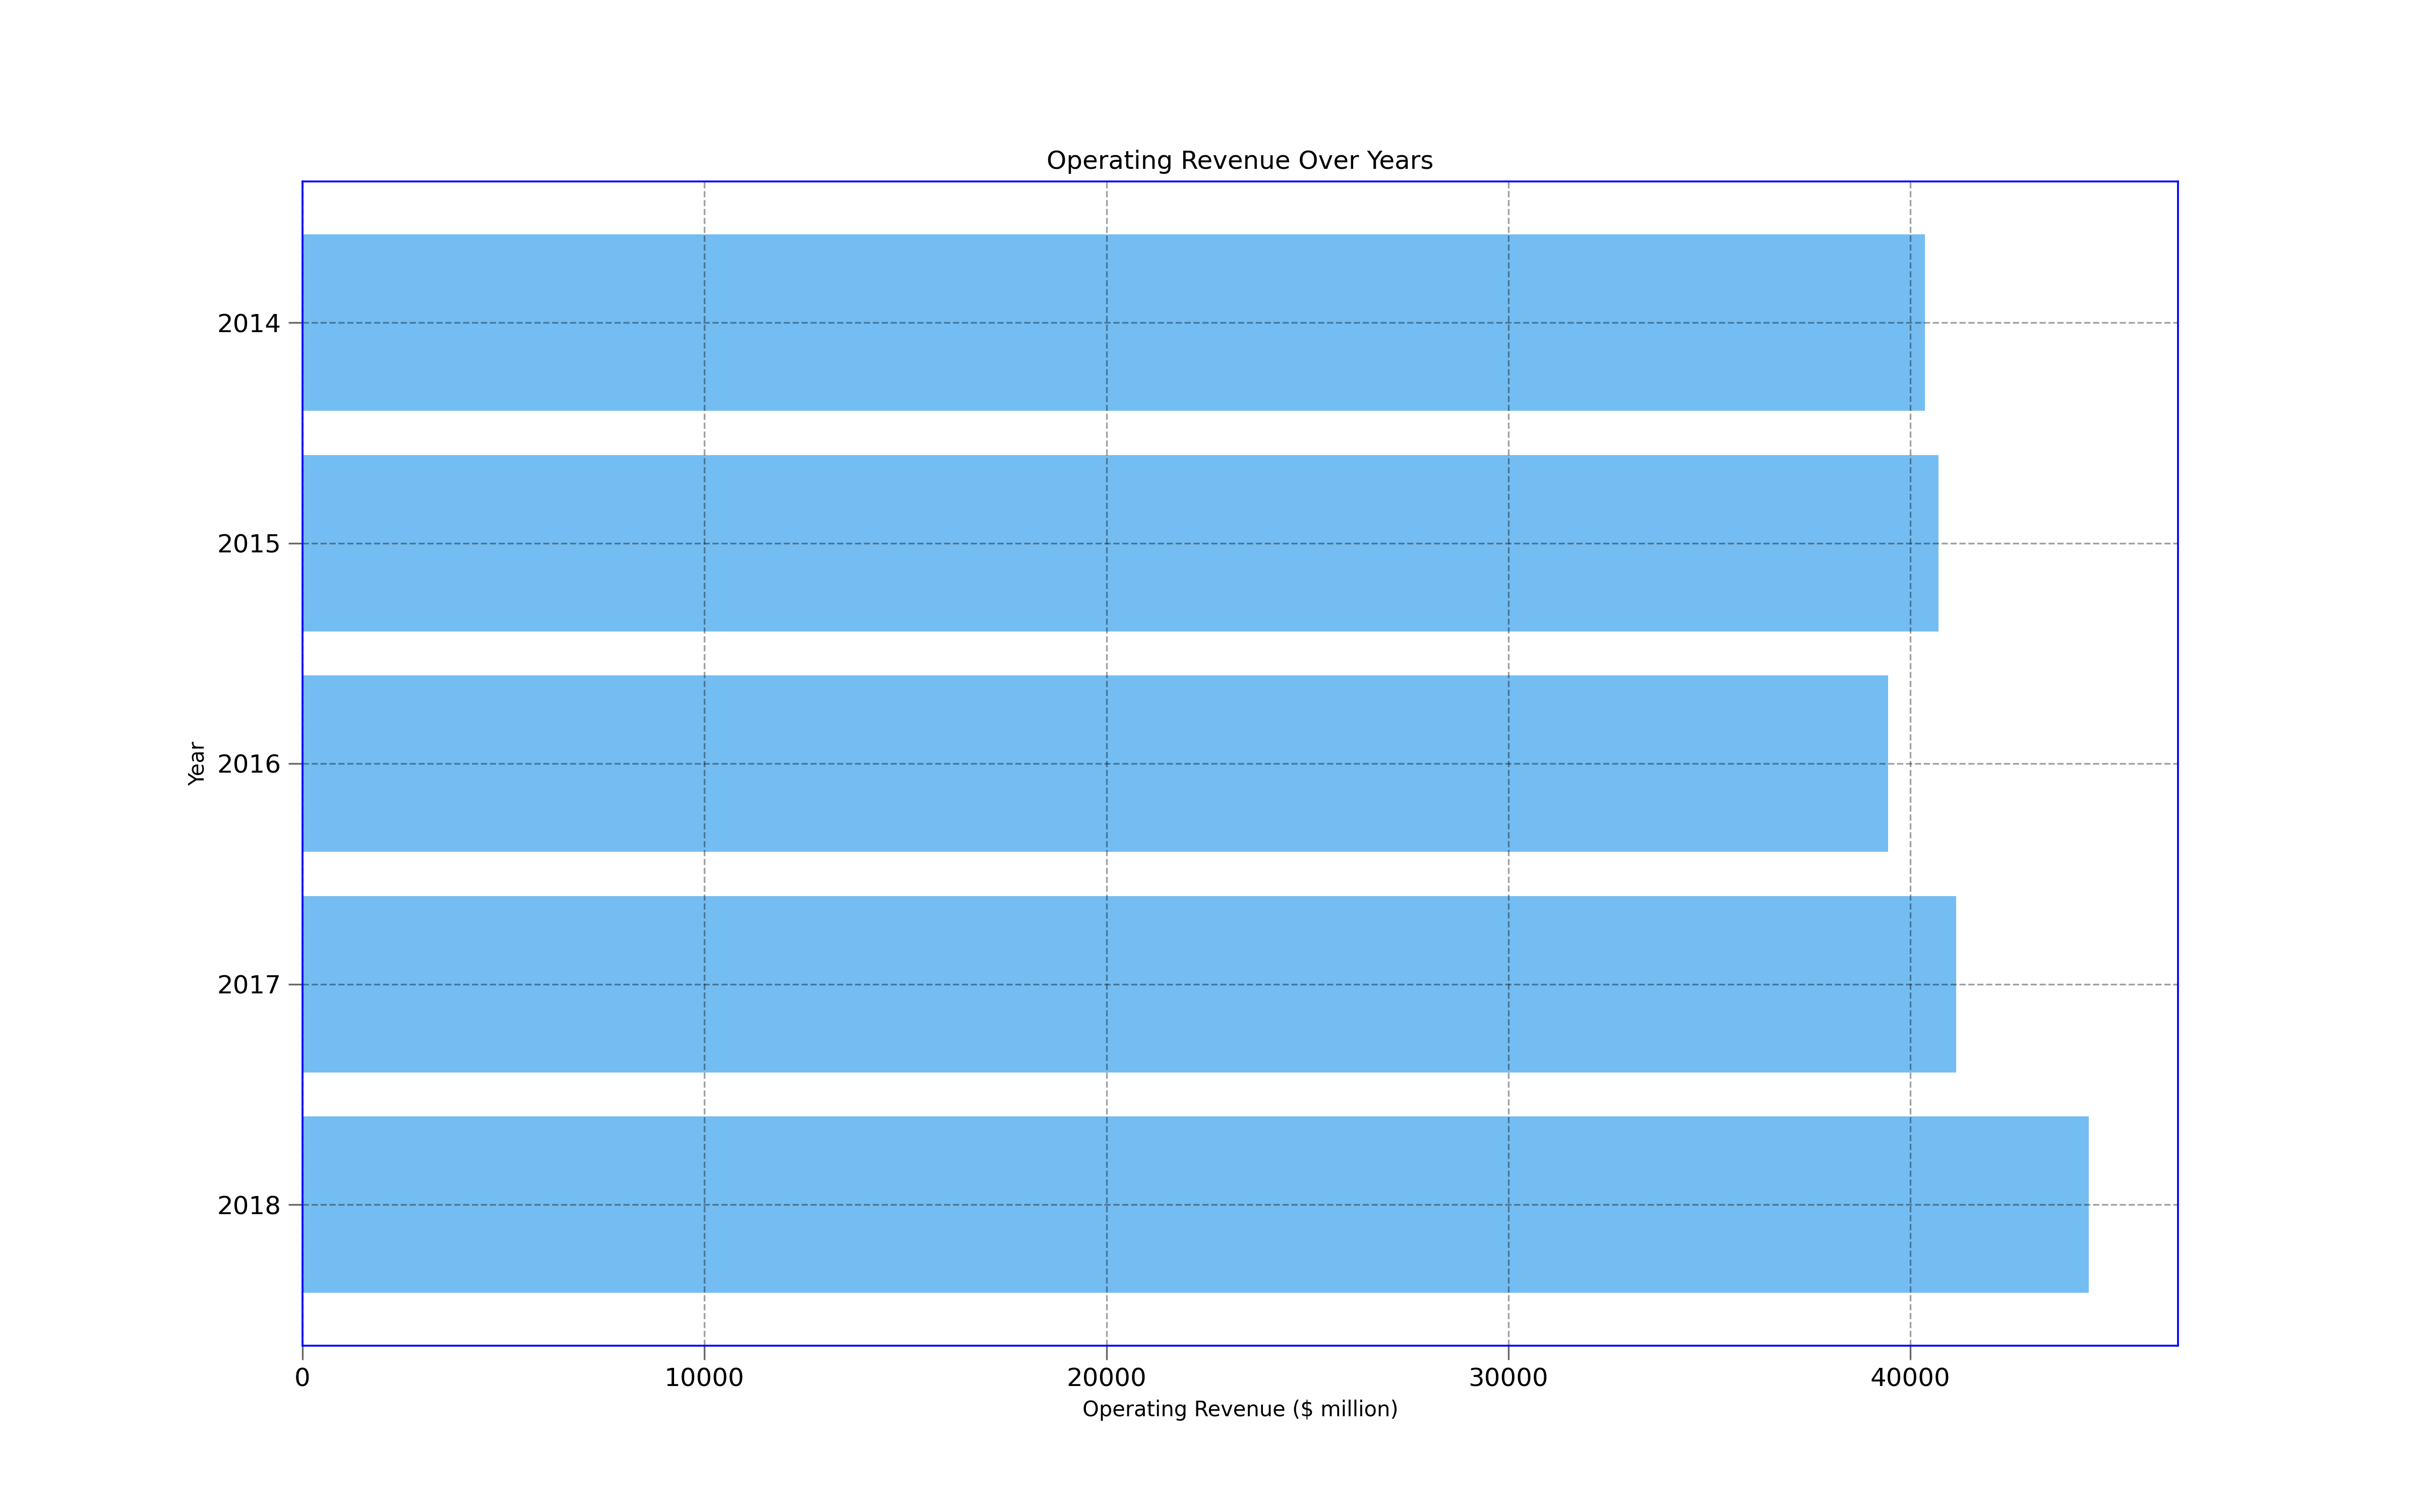 Operating Revenue Over Years
2014
2015
2016
2017
2018
Year
0 10000 20000 30000 40000
Operating Revenue ($ million)